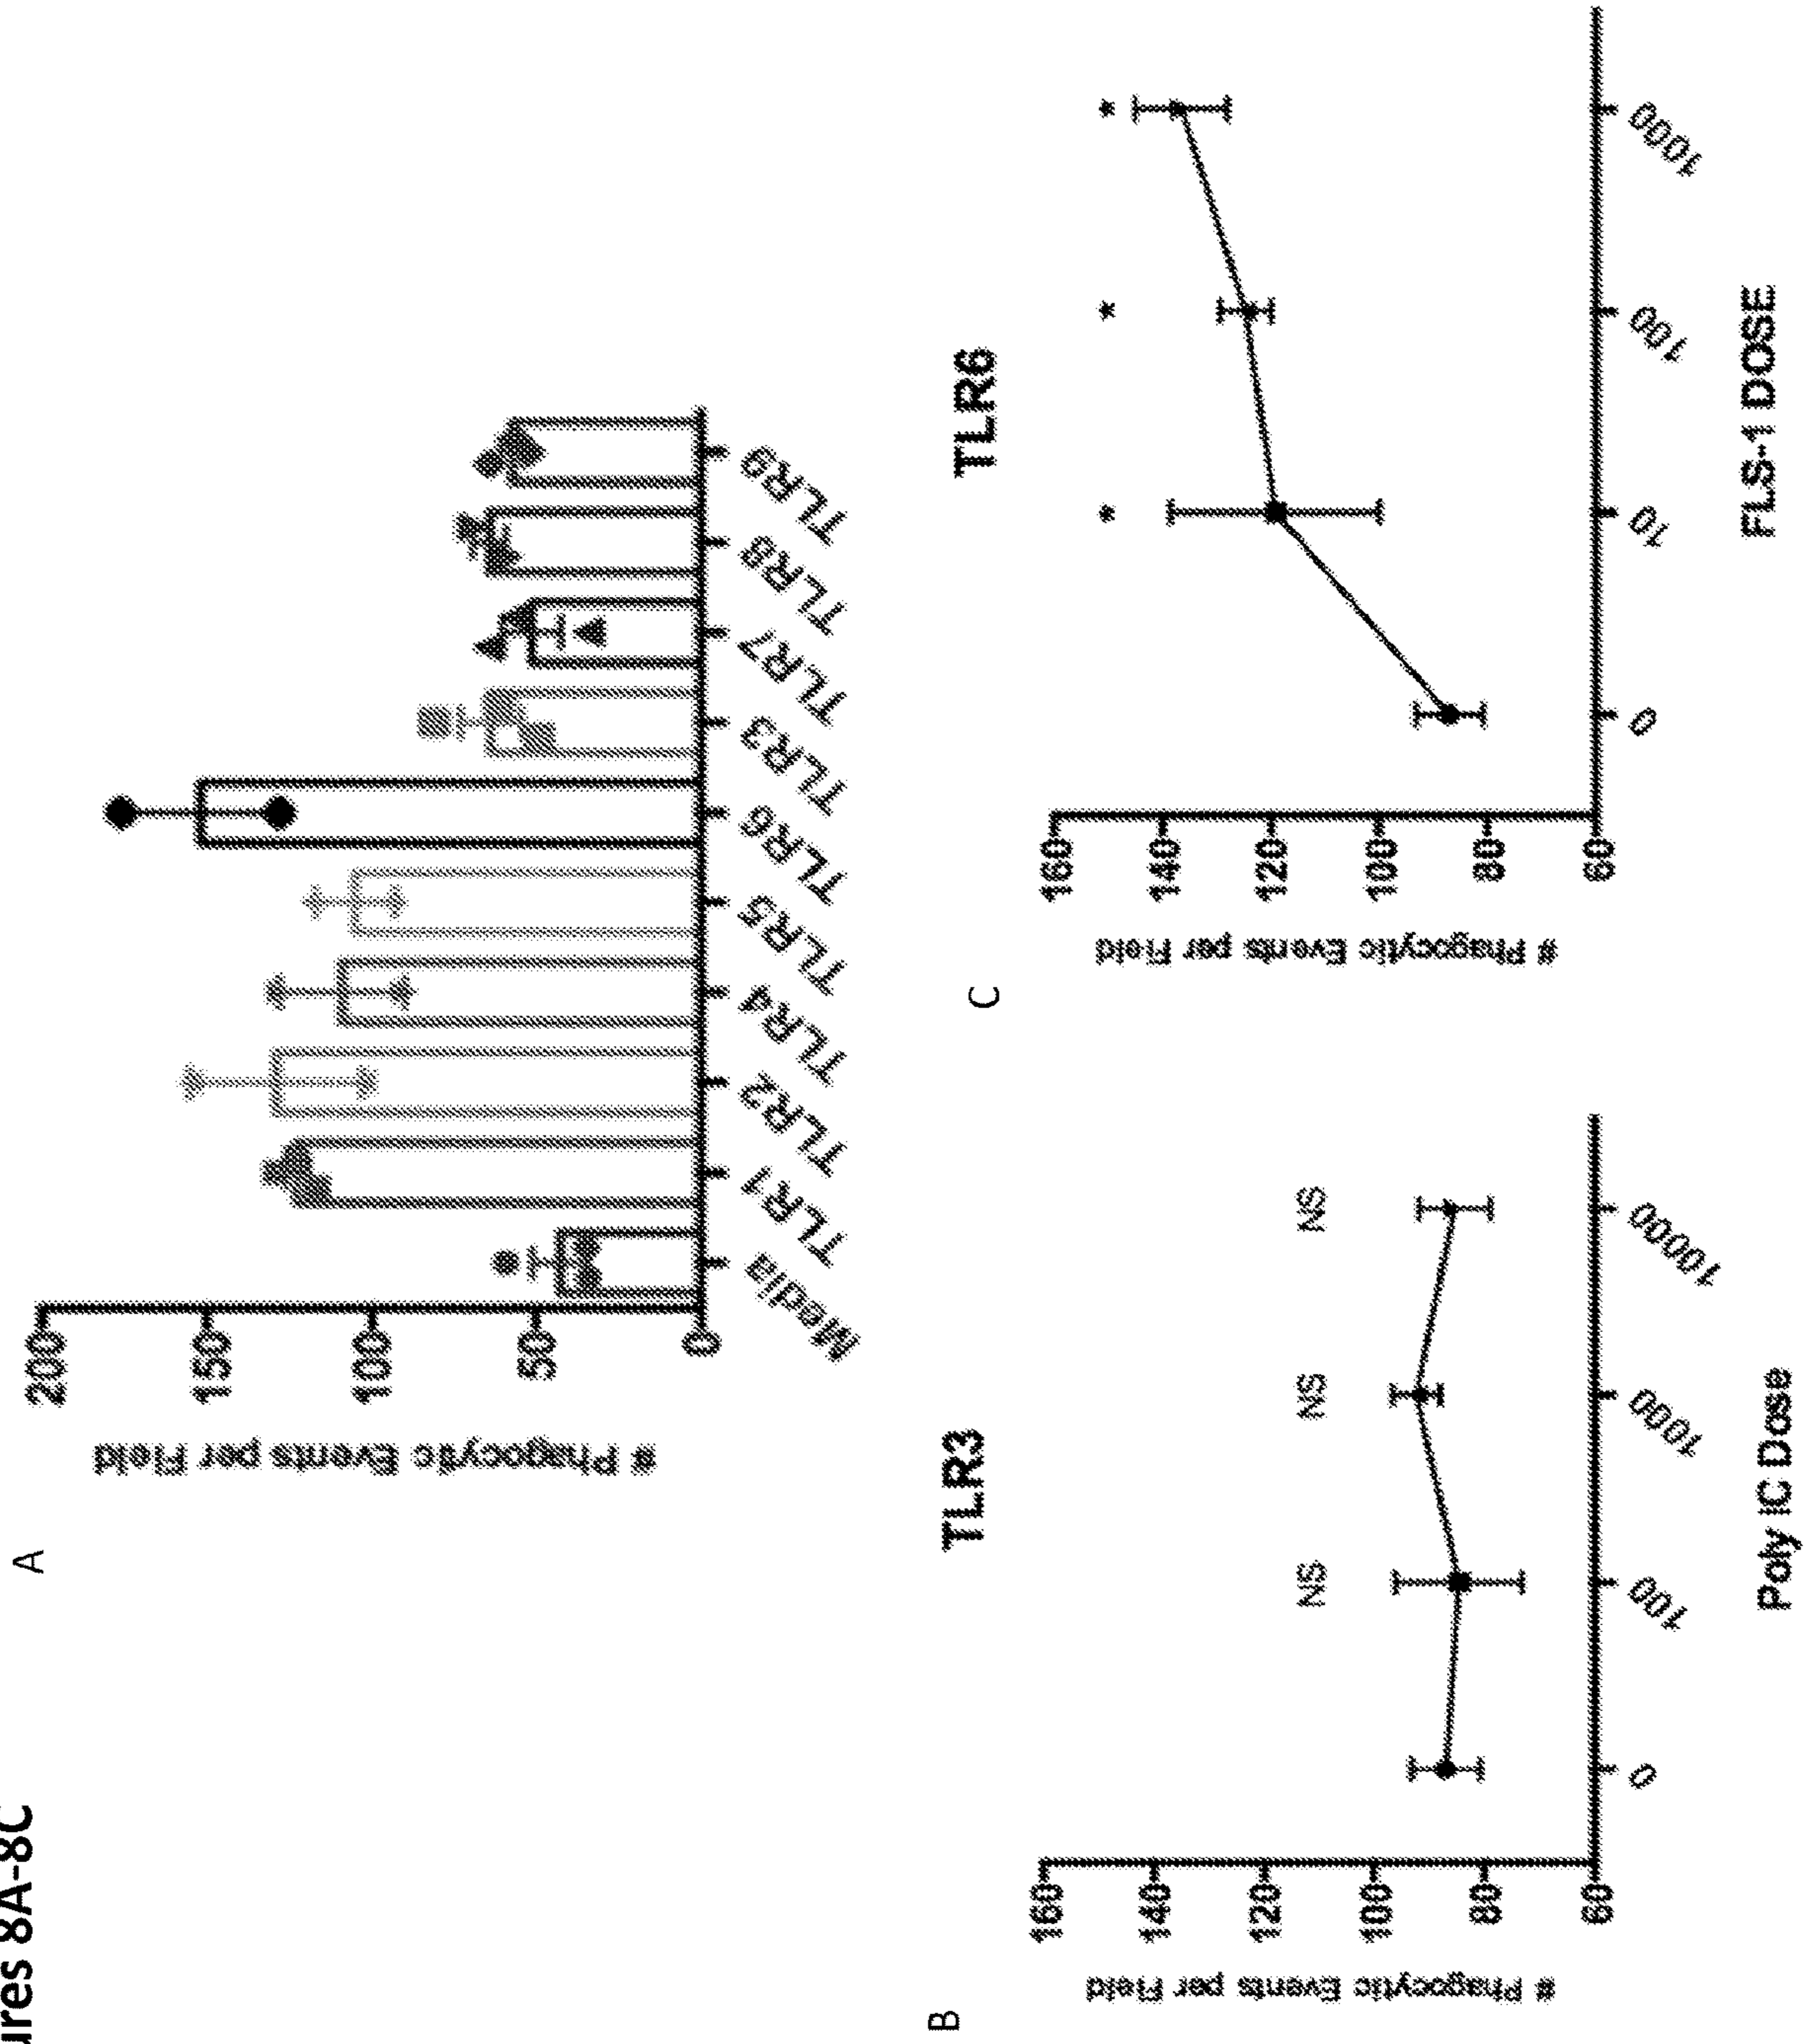 ures 8A-8C
A
# Phagocytic Events per Field
200
150
100
50
0
Media
TLR1
TLR2
TLR4
TLR5
TLR6
TLR3
TLR7
TLR8
TLR9
B
TLR3
# Phagocytic Events per Field
160
140
120
100
80
60
NS
NS
NS
0
100
1000
10000
Poly IC Dose
C
TLR6
# Phagocytic Events per Field
160
140
120
100
80
60
*
*
*
0
10
100
1000
FLS-1 DOSE